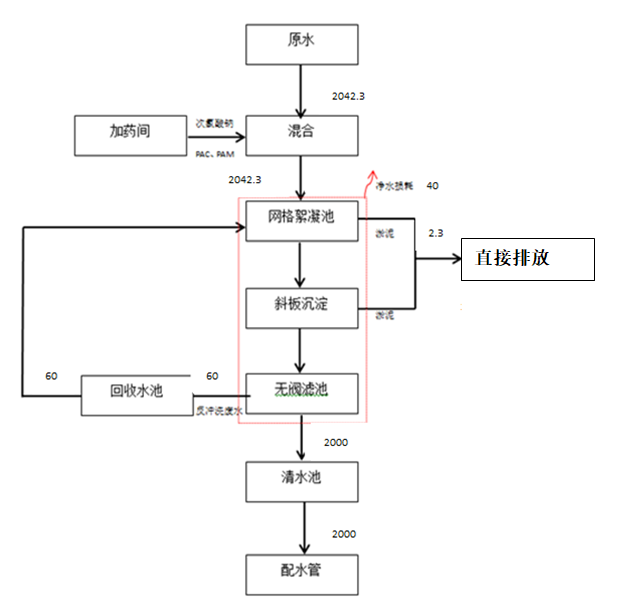 原水
2042.3
加药间
次氯酸钠
混合
PAC、PAM
2042.3
净水损耗 40
网格絮凝池
淤泥
2.3
直接排放
斜板沉淀
淤泥
60
回收水池
60
无阀滤池
反冲洗废水
2000
清水池
2000
配水管